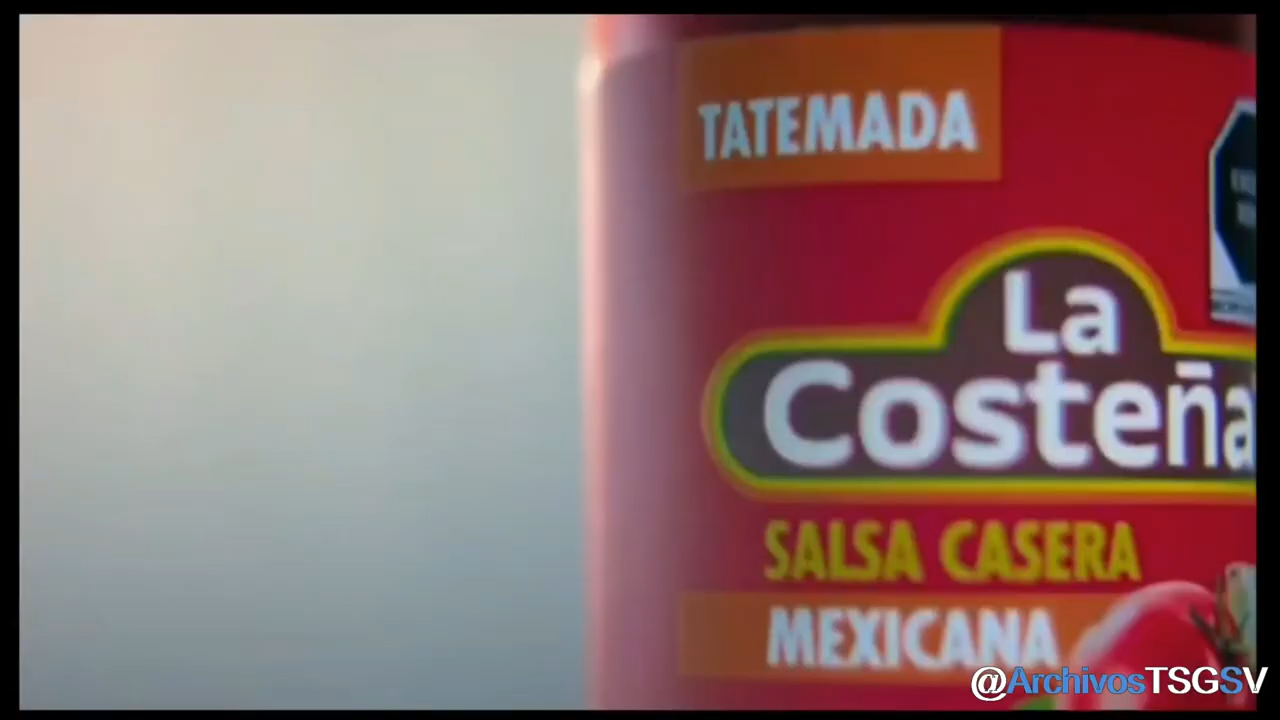 TATEMADA
La
Costeña
SALSA CASERA
MEXICANA
@ArchivosTSGSV